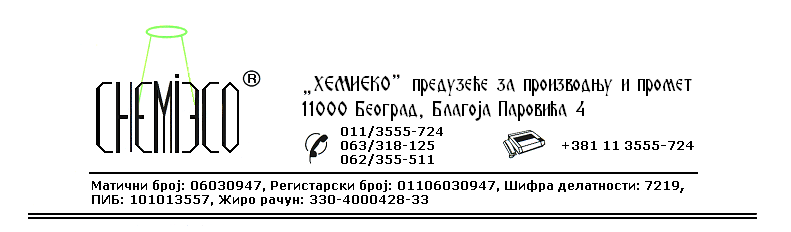 CHEMiECO®
„ХЕМИЕКО” предузеће за производњу и промет
11000 Београд, Благоја Паровића 4
011/3555-724
063/318-125
062/355-511
+381 11 3555-724
Матични број: 06030947, Регистарски број: 01106030947, Шифра делатности: 7219,
ПИБ: 101013557, Жиро рачун: 330-4000428-33